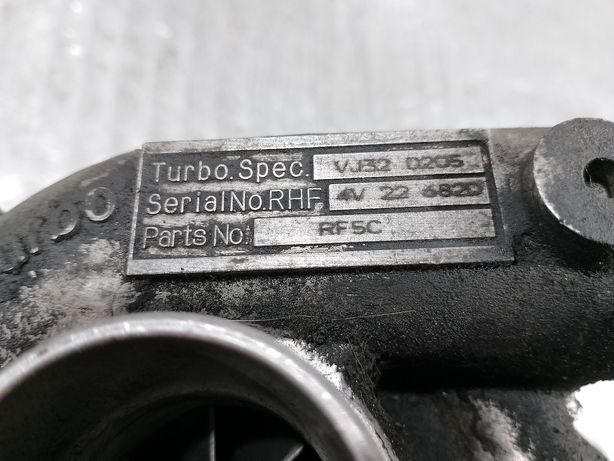 Turbo.Spec. VJ32 0205
SerialNo.RHF 4V 22 6820
Parts No: RF5C